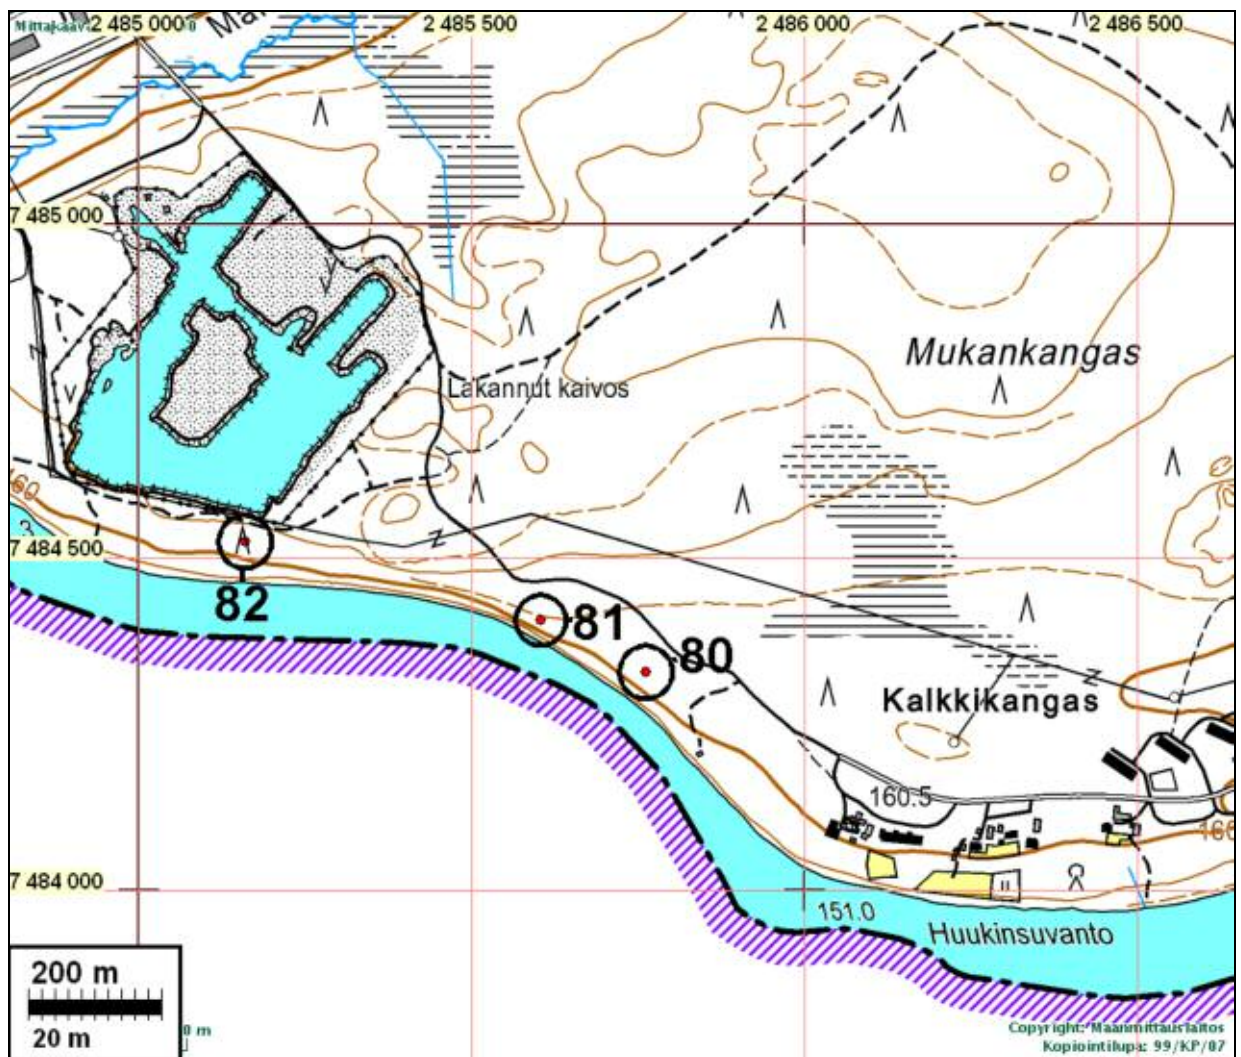 2 485 000
2 485 500
2 486 000
2 486 500
7 485 000
Mukankangas
Lakannut kaivos
7 484 500
82
81
80
Kalkkikangas
160.5
7 484 000
151.0
Huukinsuvanto
200 m
20 m
Copyright: Maanmittauslaitos
Kopiointilupa: 99/KP/07